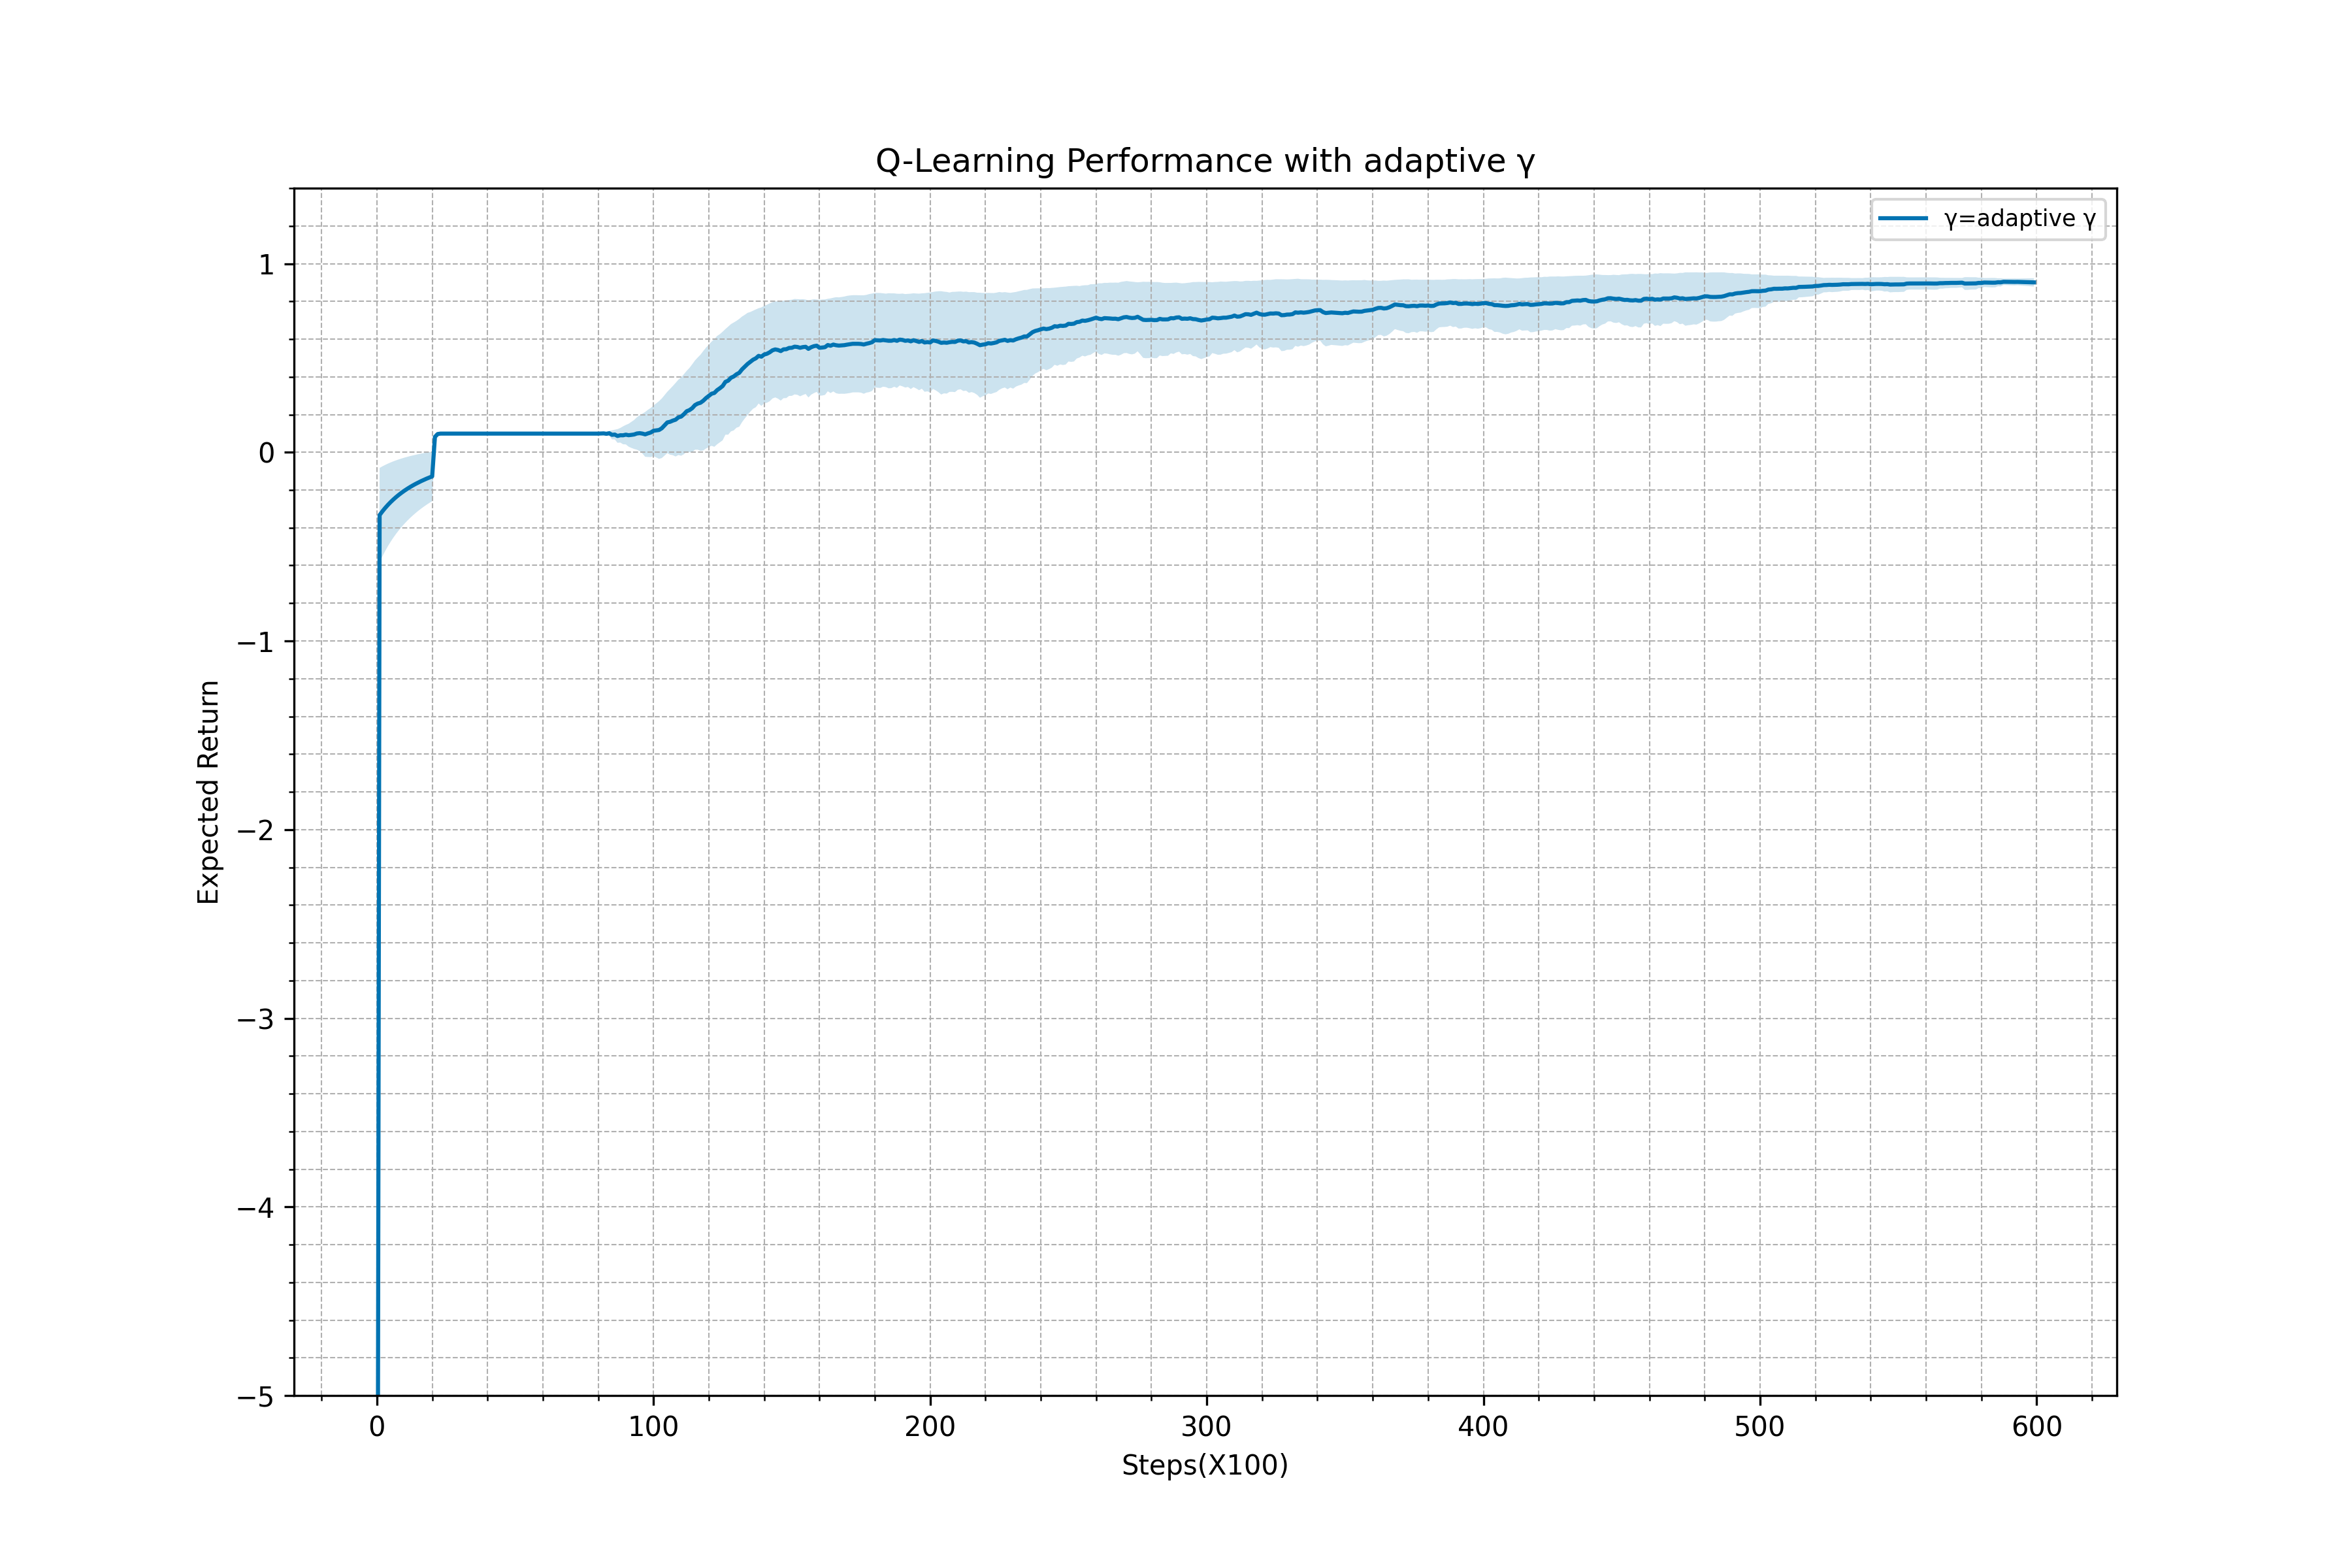 Q-Learning Performance with adaptive γ
γ=adaptive γ
1
0
−1
−2
−3
−4
−5
Expected Return
0 100 200 300 400 500 600
Steps(X100)